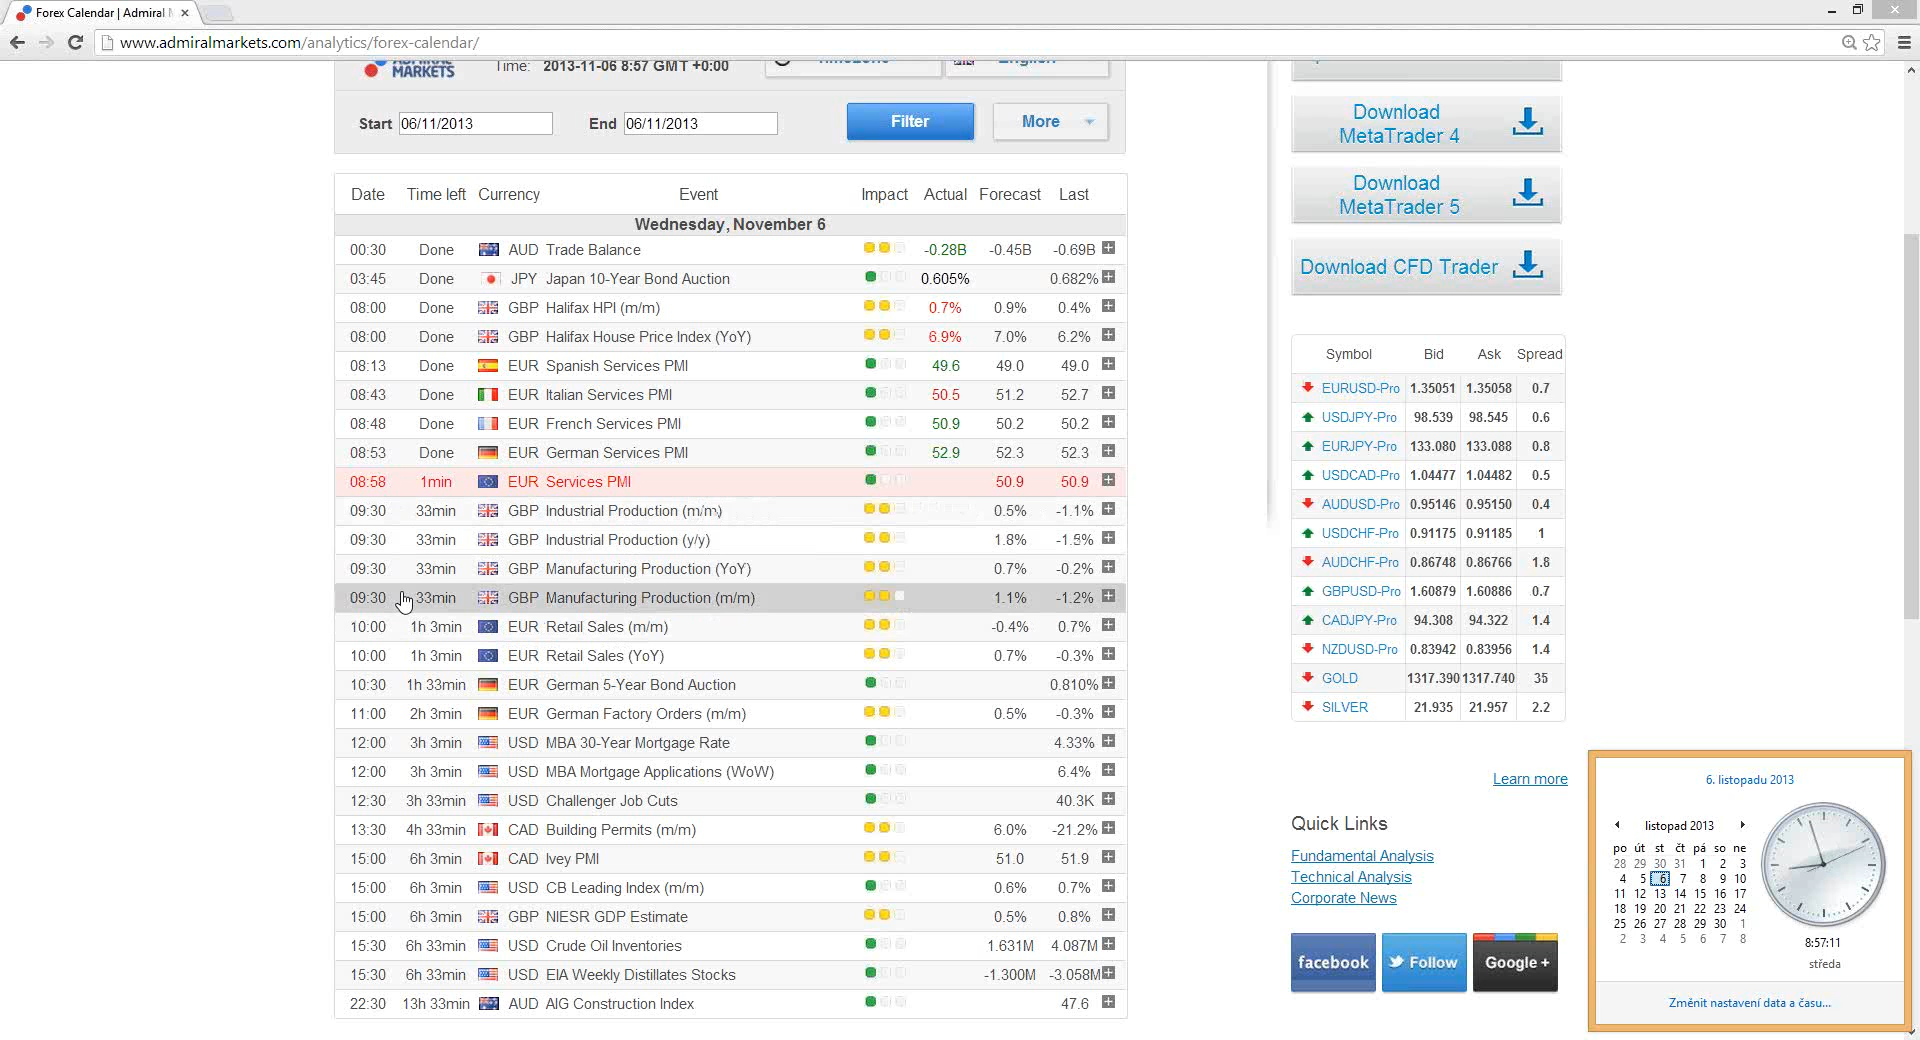 Forex Calendar | Admiral M
www.admiralmarkets.com/analytics/forex-calendar/
MARKETS
Time: 2013-11-06 8:57 GMT +0:00
English
Start 06/11/2013 End 06/11/2013 Filter More
Date Time left Currency Event Impact Actual Forecast Last
Wednesday, November 6
00:30 Done AUD Trade Balance -0.28B -0.45B -0.69B
03:45 Done JPY Japan 10-Year Bond Auction 0.605% 0.682%
08:00 Done GBP Halifax HPI (m/m) 0.7% 0.9% 0.4%
08:00 Done GBP Halifax House Price Index (YoY) 6.9% 7.0% 6.2%
08:13 Done EUR Spanish Services PMI 49.6 49.0 49.0
08:43 Done EUR Italian Services PMI 50.5 51.2 52.7
08:48 Done EUR French Services PMI 50.9 50.2 50.2
08:53 Done EUR German Services PMI 52.9 52.3 52.3
08:58 1min EUR Services PMI 50.9 50.9
09:30 33min GBP Industrial Production (m/m) 0.5% -1.1%
09:30 33min GBP Industrial Production (y/y) 1.8% -1.5%
09:30 33min GBP Manufacturing Production (YoY) 0.7% -0.2%
09:30 33min GBP Manufacturing Production (m/m) 1.1% -1.2%
10:00 1h 3min EUR Retail Sales (m/m) -0.4% 0.7%
10:00 1h 3min EUR Retail Sales (YoY) 0.7% -0.3%
10:30 1h 33min EUR German 5-Year Bond Auction 0.810%
11:00 2h 3min EUR German Factory Orders (m/m) 0.5% -0.3%
12:00 3h 3min USD MBA 30-Year Mortgage Rate 4.33%
12:00 3h 3min USD MBA Mortgage Applications (WoW) 6.4%
12:30 3h 33min USD Challenger Job Cuts 40.3K
13:30 4h 33min CAD Building Permits (m/m) 6.0% -21.2%
15:00 6h 3min CAD Ivey PMI 51.0 51.9
15:00 6h 3min USD CB Leading Index (m/m) 0.6% 0.7%
15:00 6h 3min GBP NIESR GDP Estimate 0.5% 0.8%
15:30 6h 33min USD Crude Oil Inventories 1.631M 4.087M
15:30 6h 33min USD EIA Weekly Distillates Stocks -1.300M -3.058M
22:30 13h 33min AUD AIG Construction Index 47.6
Download
MetaTrader 4
Download
MetaTrader 5
Download CFD Trader
Symbol Bid Ask Spread
EURUSD-Pro 1.35051 1.35058 0.7
USDJPY-Pro 98.539 98.545 0.6
EURJPY-Pro 133.080 133.088 0.8
USDCAD-Pro 1.04477 1.04482 0.5
AUDUSD-Pro 0.95146 0.95150 0.4
USDCHF-Pro 0.91175 0.91185 1
AUDCHF-Pro 0.86748 0.86766 1.8
GBPUSD-Pro 1.60879 1.60886 0.7
CADJPY-Pro 94.308 94.322 1.4
NZDUSD-Pro 0.83942 0.83956 1.4
GOLD 1317.390 1317.740 35
SILVER 21.935 21.957 2.2
Learn more
Quick Links
Fundamental Analysis
Technical Analysis
Corporate News
facebook Follow Google +
6. listopadu 2013
listopad 2013
po út st čt pá so ne
28 29 30 31 1 2 3
4 5 6 7 8 9 10
11 12 13 14 15 16 17
18 19 20 21 22 23 24
25 26 27 28 29 30 1
2 3 4 5 6 7 8
8:57:11
středa
Změnit nastavení data a času...